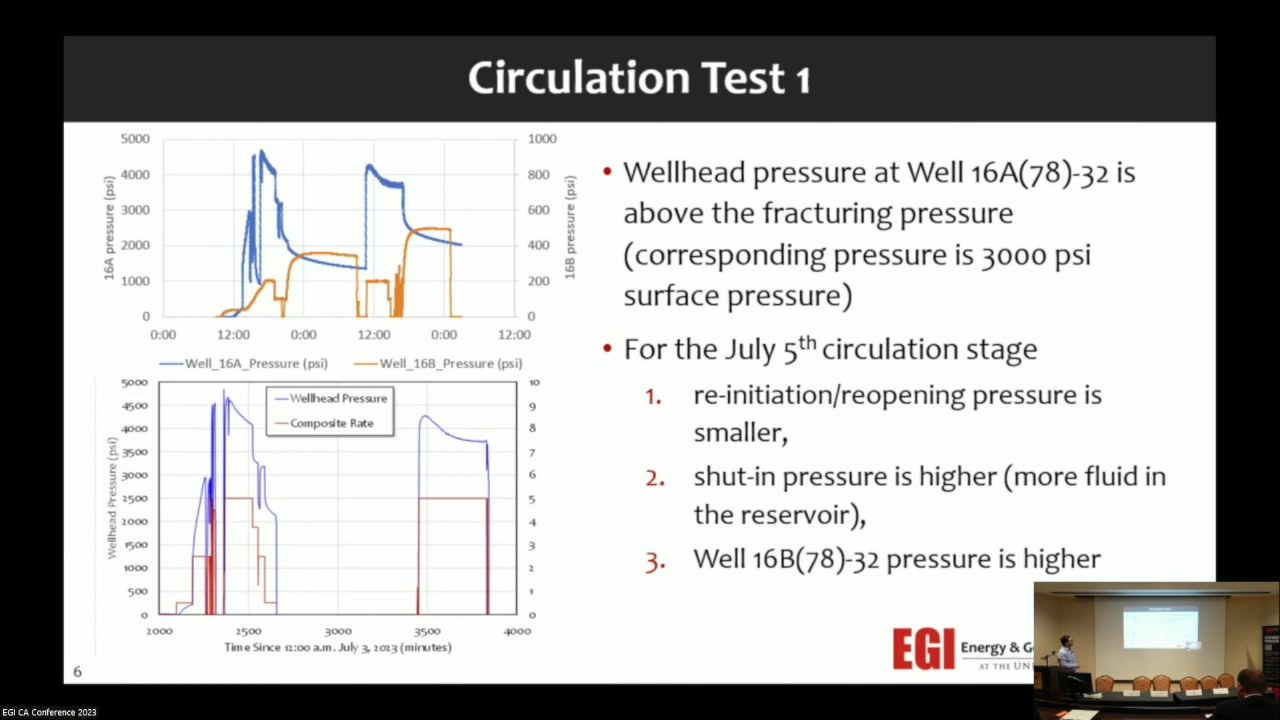 Circulation Test 1
5000
4000
3000
2000
1000
0
16A pressure (psi)
1000
800
600
400
200
0
16B pressure (psi)
0:00 12:00 0:00 12:00 0:00 12:00
Well_16A_Pressure (psi) Well_16B_Pressure (psi)
5000
4500
4000
3500
3000
2500
2000
1500
1000
500
0
Wellhead Pressure (psi)
Wellhead Pressure
Composite Rate
10
9
8
7
6
5
4
3
2
1
0
2000 2500 3000 3500 4000
Time Since 12:00 a.m. July 3, 2023 (minutes)
• Wellhead pressure at Well 16A(78)-32 is
above the fracturing pressure
(corresponding pressure is 3000 psi
surface pressure)
• For the July 5th circulation stage
1. re-initiation/reopening pressure is
smaller,
2. shut-in pressure is higher (more fluid in
the reservoir),
3. Well 16B(78)-32 pressure is higher
EGI Energy & G
AT THE UN
6
EGI CA Conference 2023